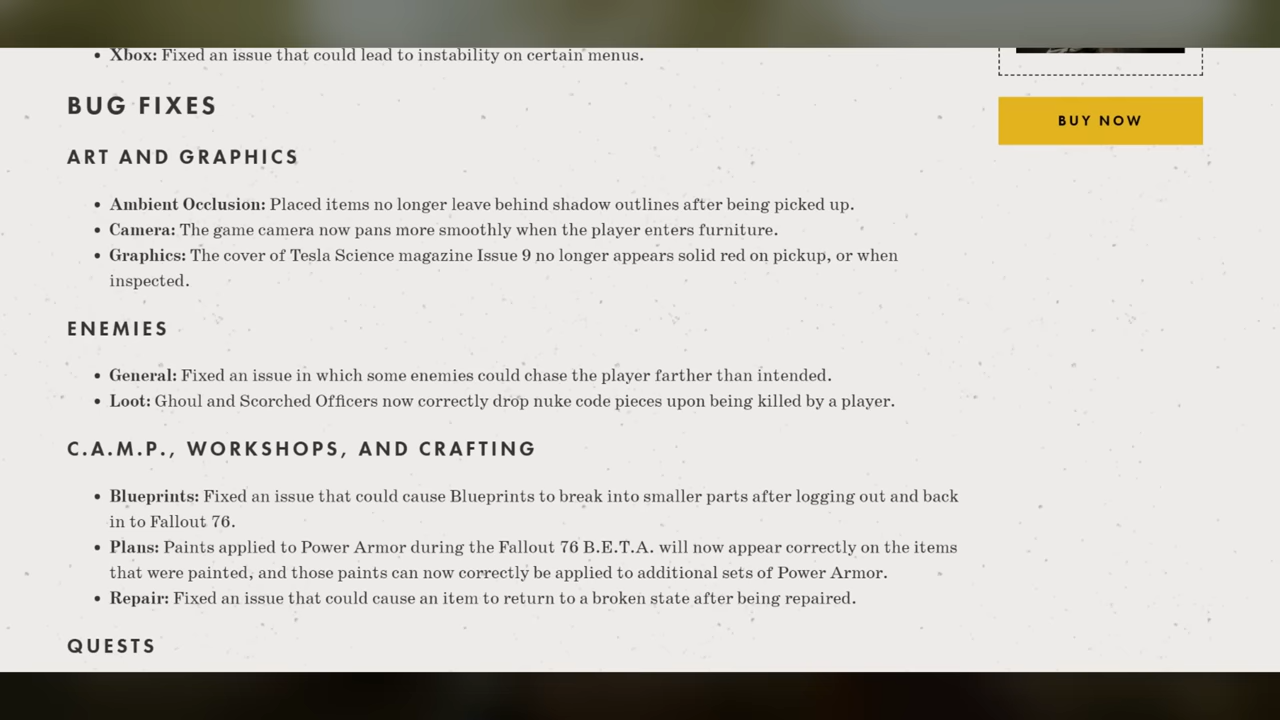 • Xbox: Fixed an issue that could lead to instability on certain menus.
BUG FIXES
BUY NOW
ART AND GRAPHICS
• Ambient Occlusion: Placed items no longer leave behind shadow outlines after being picked up.
• Camera: The game camera now pans more smoothly when the player enters furniture.
• Graphics: The cover of Tesla Science magazine Issue 9 no longer appears solid red on pickup, or when
inspected.
ENEMIES
• General: Fixed an issue in which some enemies could chase the player farther than intended.
• Loot: Ghoul and Scorched Officers now correctly drop nuke code pieces upon being killed by a player.
C.A.M.P., WORKSHOPS, AND CRAFTING
• Blueprints: Fixed an issue that could cause Blueprints to break into smaller parts after logging out and back
in to Fallout 76.
• Plans: Paints applied to Power Armor during the Fallout 76 B.E.T.A. will now appear correctly on the items
that were painted, and those paints can now correctly be applied to additional sets of Power Armor.
• Repair: Fixed an issue that could cause an item to return to a broken state after being repaired.
QUESTS